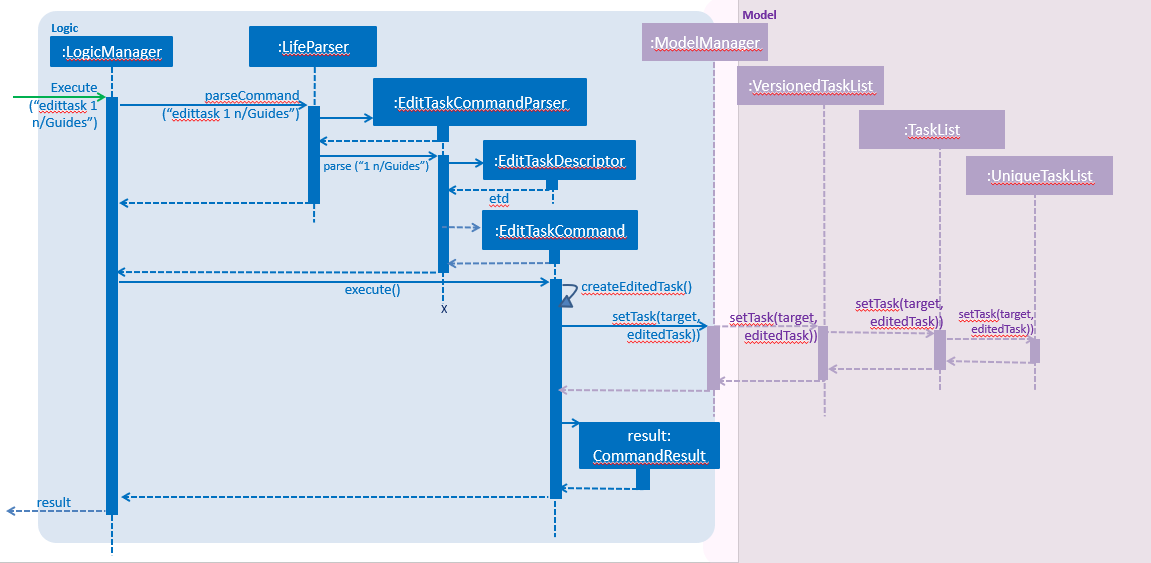 Logic
Model
:LogicManager
:LifeParser
:ModelManager
:VersionedTaskList
:TaskList
:UniqueTaskList
:EditTaskCommandParser
:EditTaskDescriptor
:EditTaskCommand
Execute
(“edittask 1
n/Guides”)
parseCommand
(“edittask 1 n/Guides”)
parse (“1 n/Guides”)
etd
execute()
X
createEditedTask()
setTask(target,
editedTask))
setTask(target,
editedTask))
setTask(target,
editedTask))
setTask(target,
editedTask))
result:
CommandResult
result